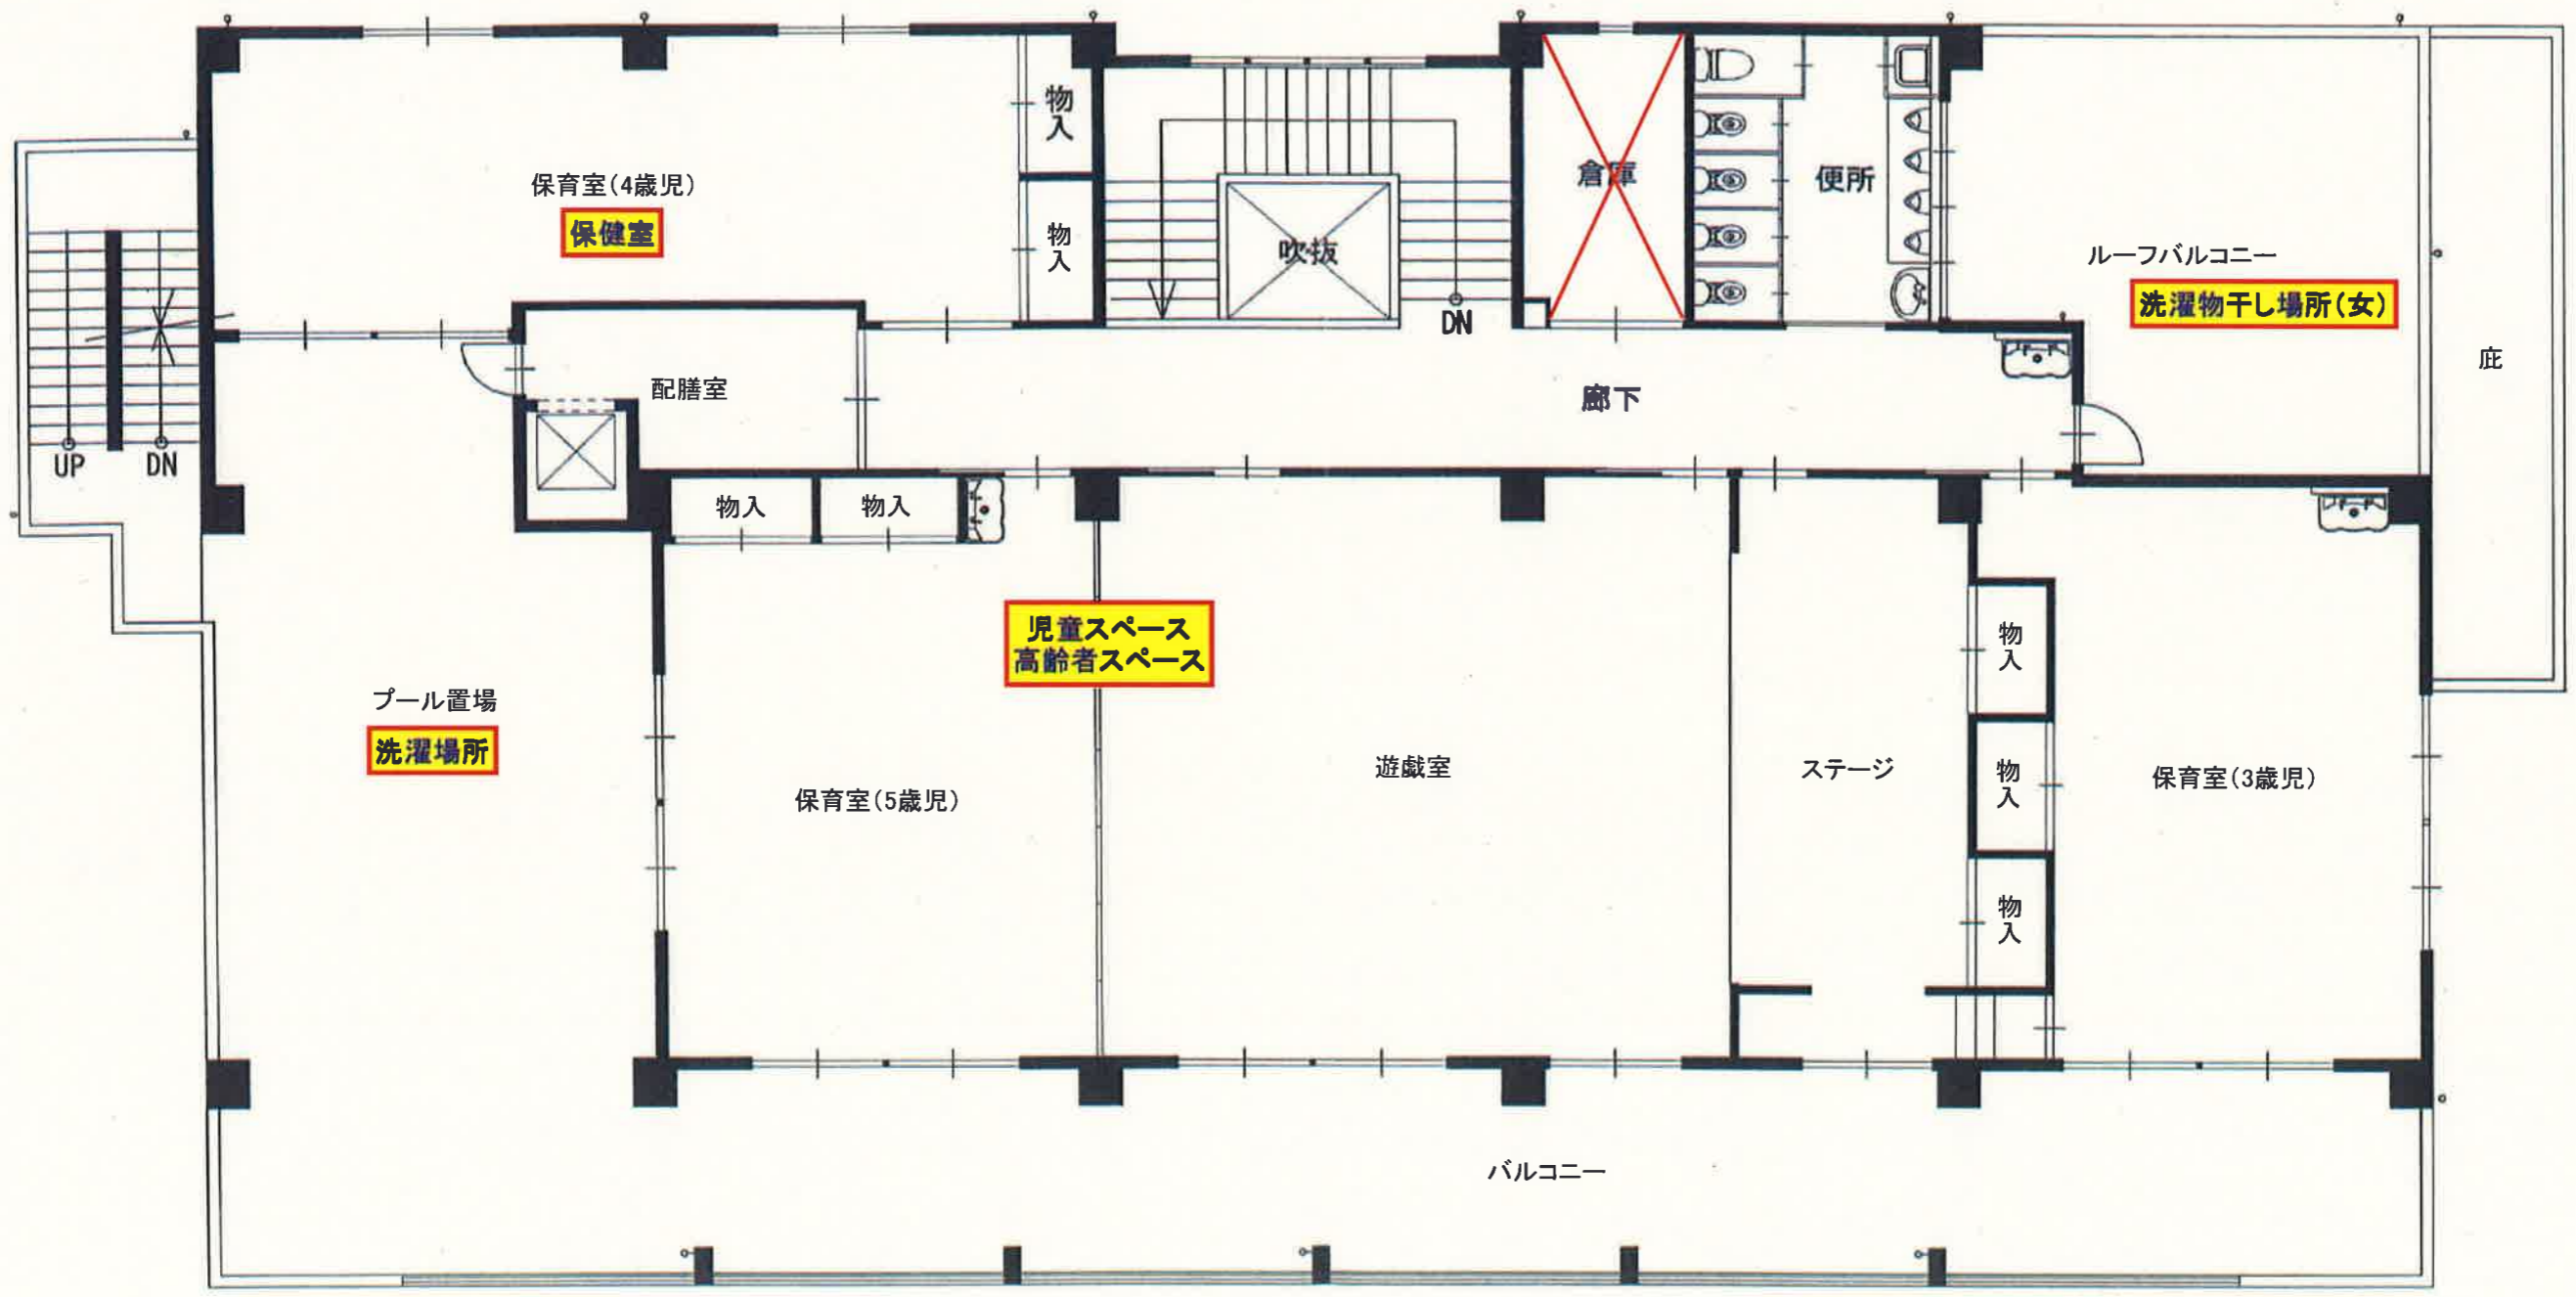 物入
保育室(4歳児)
保健室
物入
吹抜
DN
倉庫
便所
ルーフバルコニー
洗濯物干し場所(女)
庇
配膳室
廊下
UP
DN
物入
物入
児童スペース
高齢者スペース
プール置場
洗濯場所
保育室(5歳児)
遊戯室
ステージ
物入
物入
物入
保育室(3歳児)
バルコニー